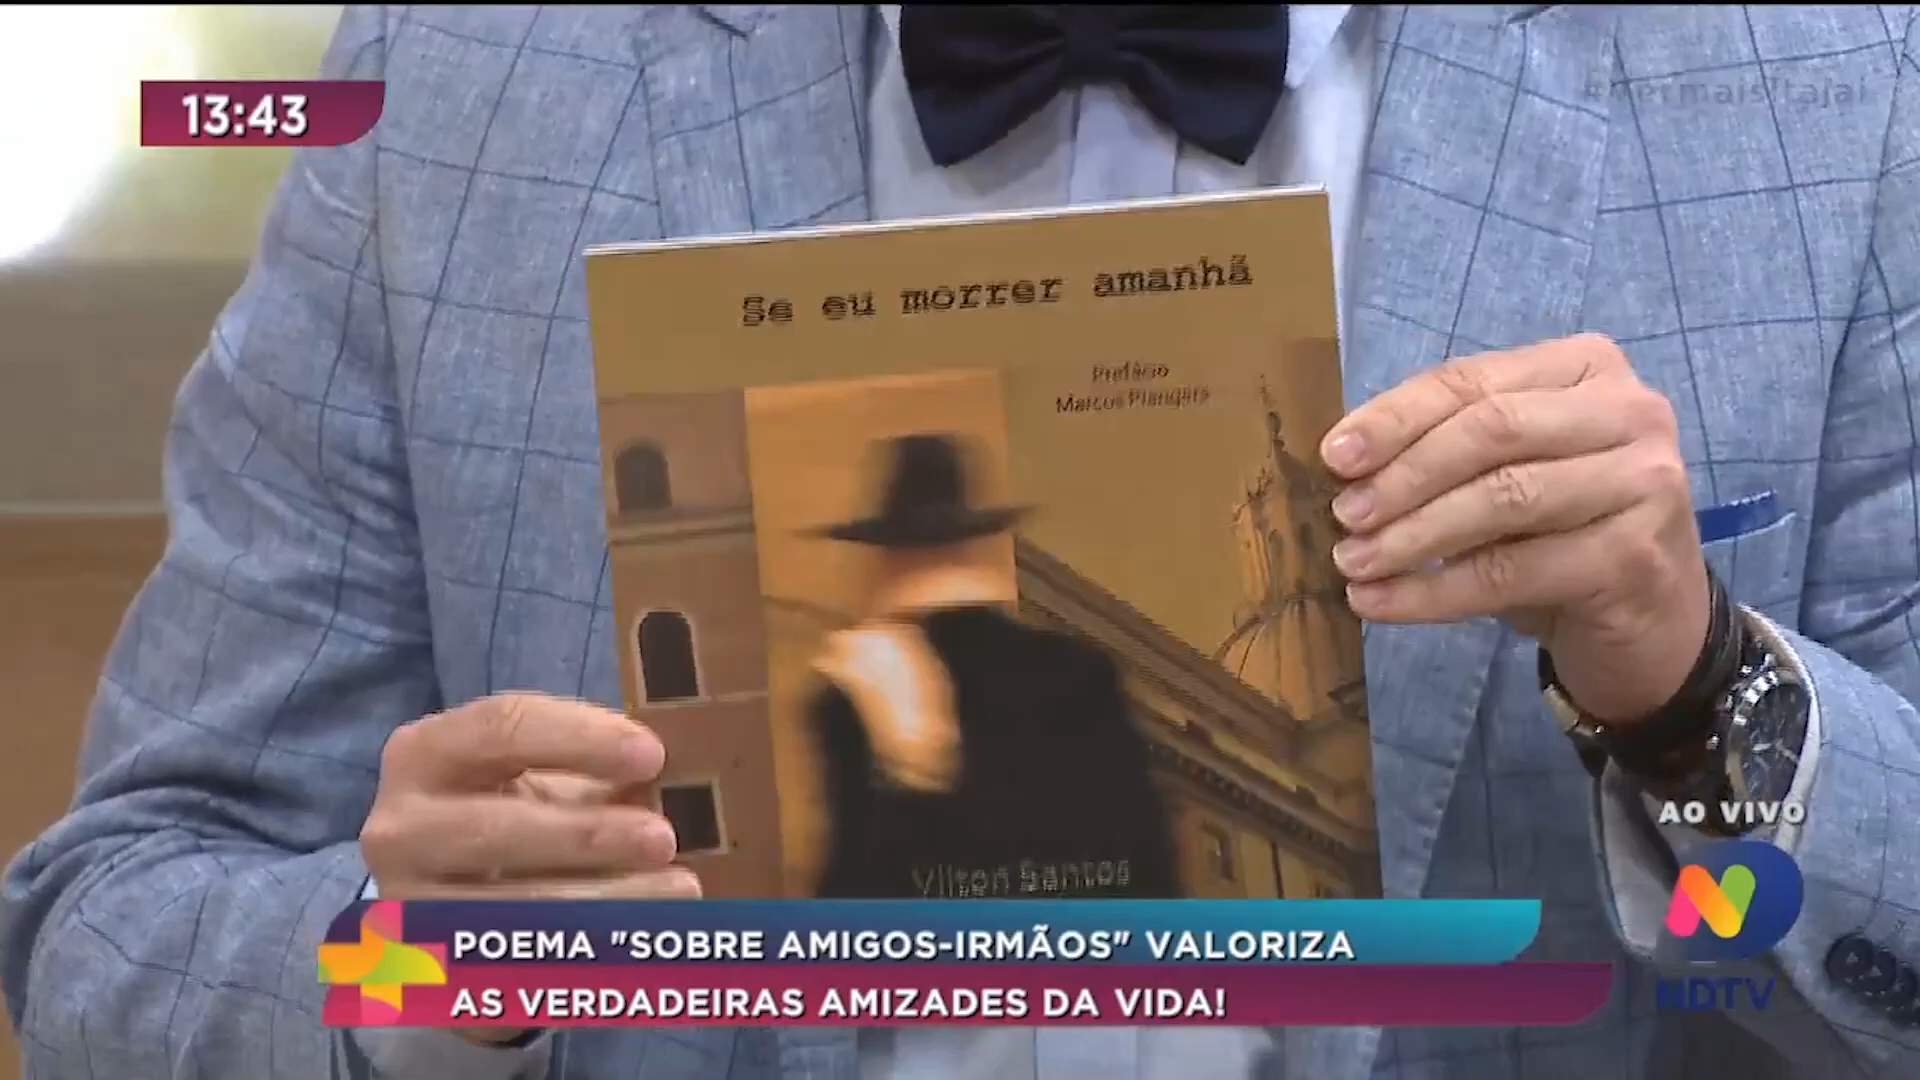 13:43
#vermaisitajai
Se eu morrer amanhã
Prefácio
Marcos Piangers
Vilton Santos
AO VIVO
POEMA "SOBRE AMIGOS-IRMÃOS" VALORIZA
AS VERDADEIRAS AMIZADES DA VIDA!
NDTV